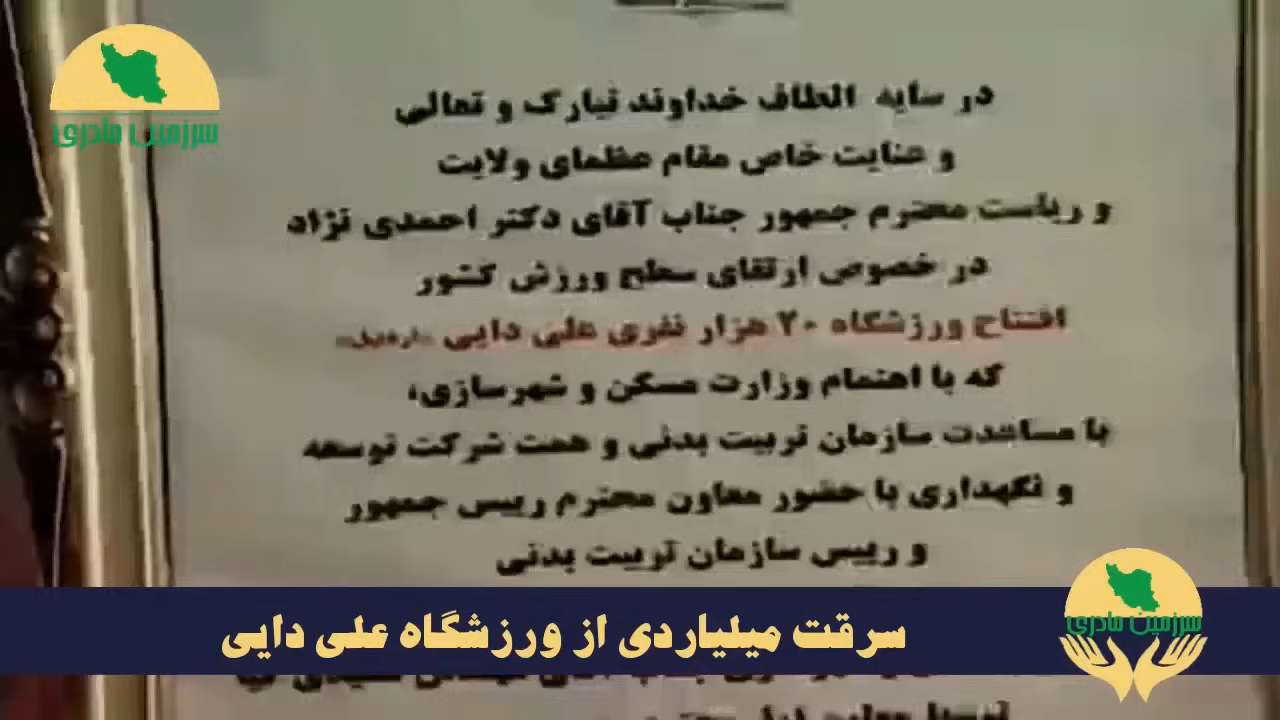 سرزمین مادری
در سایه الطاف خداوند تبارک و تعالی
و عنایت خاص مقام عظمای ولایت
و ریاست محترم جمهور جناب آقای دکتر احمدی نژاد
در خصوص ارتقای سطح ورزش کشور
افتتاح ورزشگاه ۲۰ هزار نفری علی دایی «اردبیل»
که با اهتمام وزارت مسکن و شهرسازی،
با مساعدت سازمان تربیت بدنی و همت شرکت توسعه
و نگهداری با حضور معاون محترم رییس جمهور
و رییس سازمان تربیت بدنی
سرقت میلیاردی از ورزشگاه علی دایی
سرزمین مادری